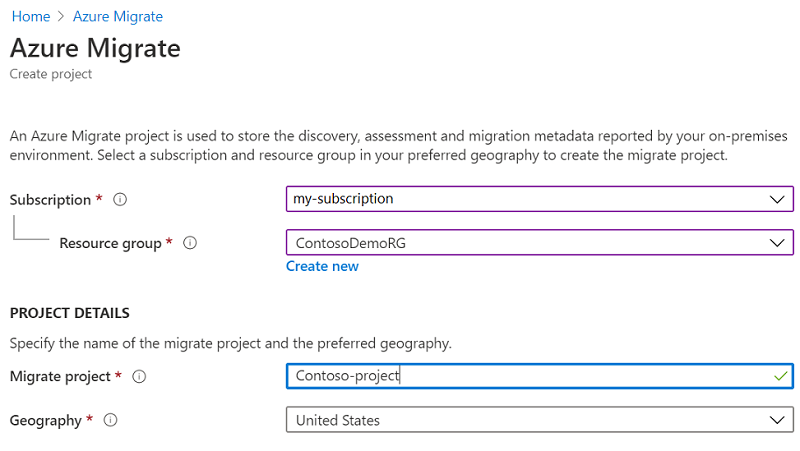 Home > Azure Migrate
Azure Migrate
Create project
An Azure Migrate project is used to store the discovery, assessment and migration metadata reported by your on-premises
environment. Select a subscription and resource group in your preferred geography to create the migrate project.
Subscription * my-subscription
Resource group * ContosoDemoRG
Create new
PROJECT DETAILS
Specify the name of the migrate project and the preferred geography.
Migrate project * Contoso-project
Geography * United States